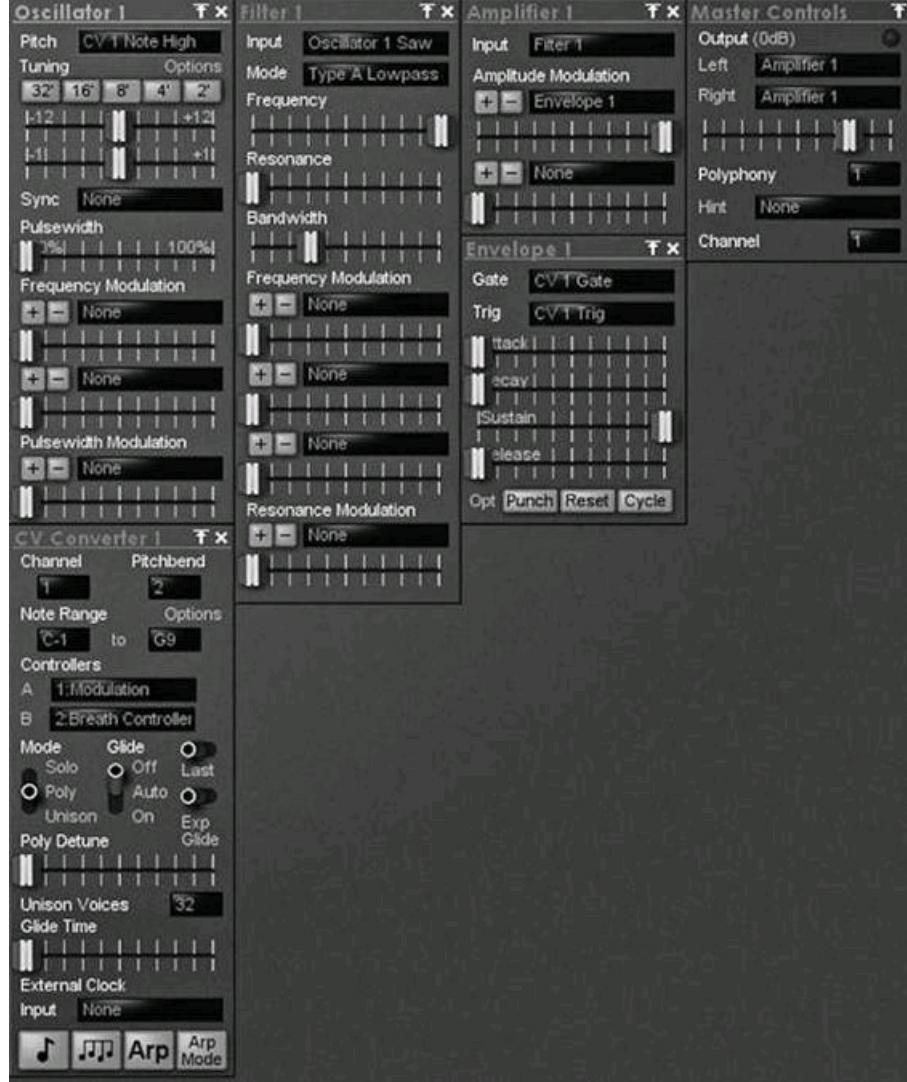 Oscillator 1
Pitch CV 1 Note High
Tuning Options
32' 16' 8' 4' 2'
-12 +12
-1 +1
Sync None
Pulsewidth
0% 100%
Frequency Modulation
+ - None
+ - None
Pulsewidth Modulation
+ - None
CV Converter 1
Channel Pitchbend
1 2
Note Range Options
C-1 to G9
Controllers
A 1:Modulation
B 2:Breath Controller
Mode Glide
Solo Off Last
Poly Auto
Unison On Exp
Glide
Poly Detune
Unison Voices 32
Glide Time
External Clock
Input None
Arp Arp
Mode
Filter 1
Input Oscillator 1 Saw
Mode Type A Lowpass
Frequency
Resonance
Bandwidth
Frequency Modulation
+ - None
+ - None
+ - None
Resonance Modulation
+ - None
Amplifier 1
Input Filter 1
Amplitude Modulation
+ - Envelope 1
+ - None
Envelope 1
Gate CV 1 Gate
Trig CV 1 Trig
ttack
ecay
Sustain
elease
Opt Punch Reset Cycle
Master Controls
Output (0dB)
Left Amplifier 1
Right Amplifier 1
Polyphony 1
Hint None
Channel 1